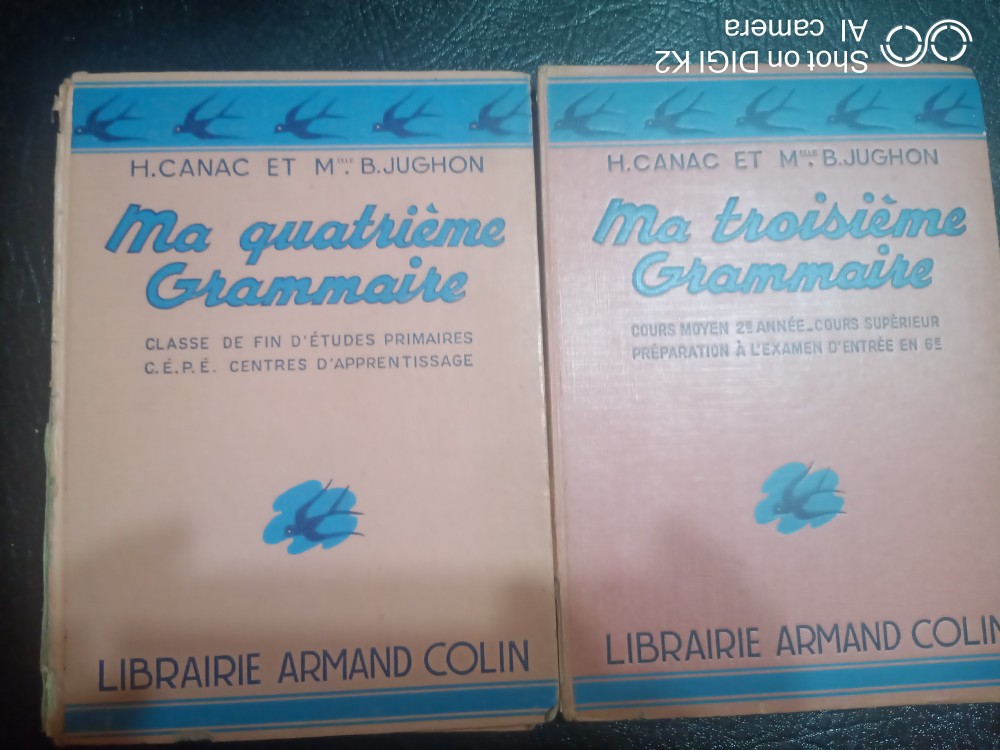 Shot on DIGI K2
AI camera
H. CANAC ET Melle. B. JUGHON
Ma quatrième
Grammaire
CLASSE DE FIN D'ÉTUDES PRIMAIRES
C.É.P.É. CENTRES D'APPRENTISSAGE
LIBRAIRIE ARMAND COLIN
H. CANAC ET Melle. B. JUGHON
Ma troisième
Grammaire
COURS MOYEN 2E ANNÉE_COURS SUPÉRIEUR
PRÉPARATION À L'EXAMEN D'ENTRÉE EN 6E
LIBRAIRIE ARMAND COLIN